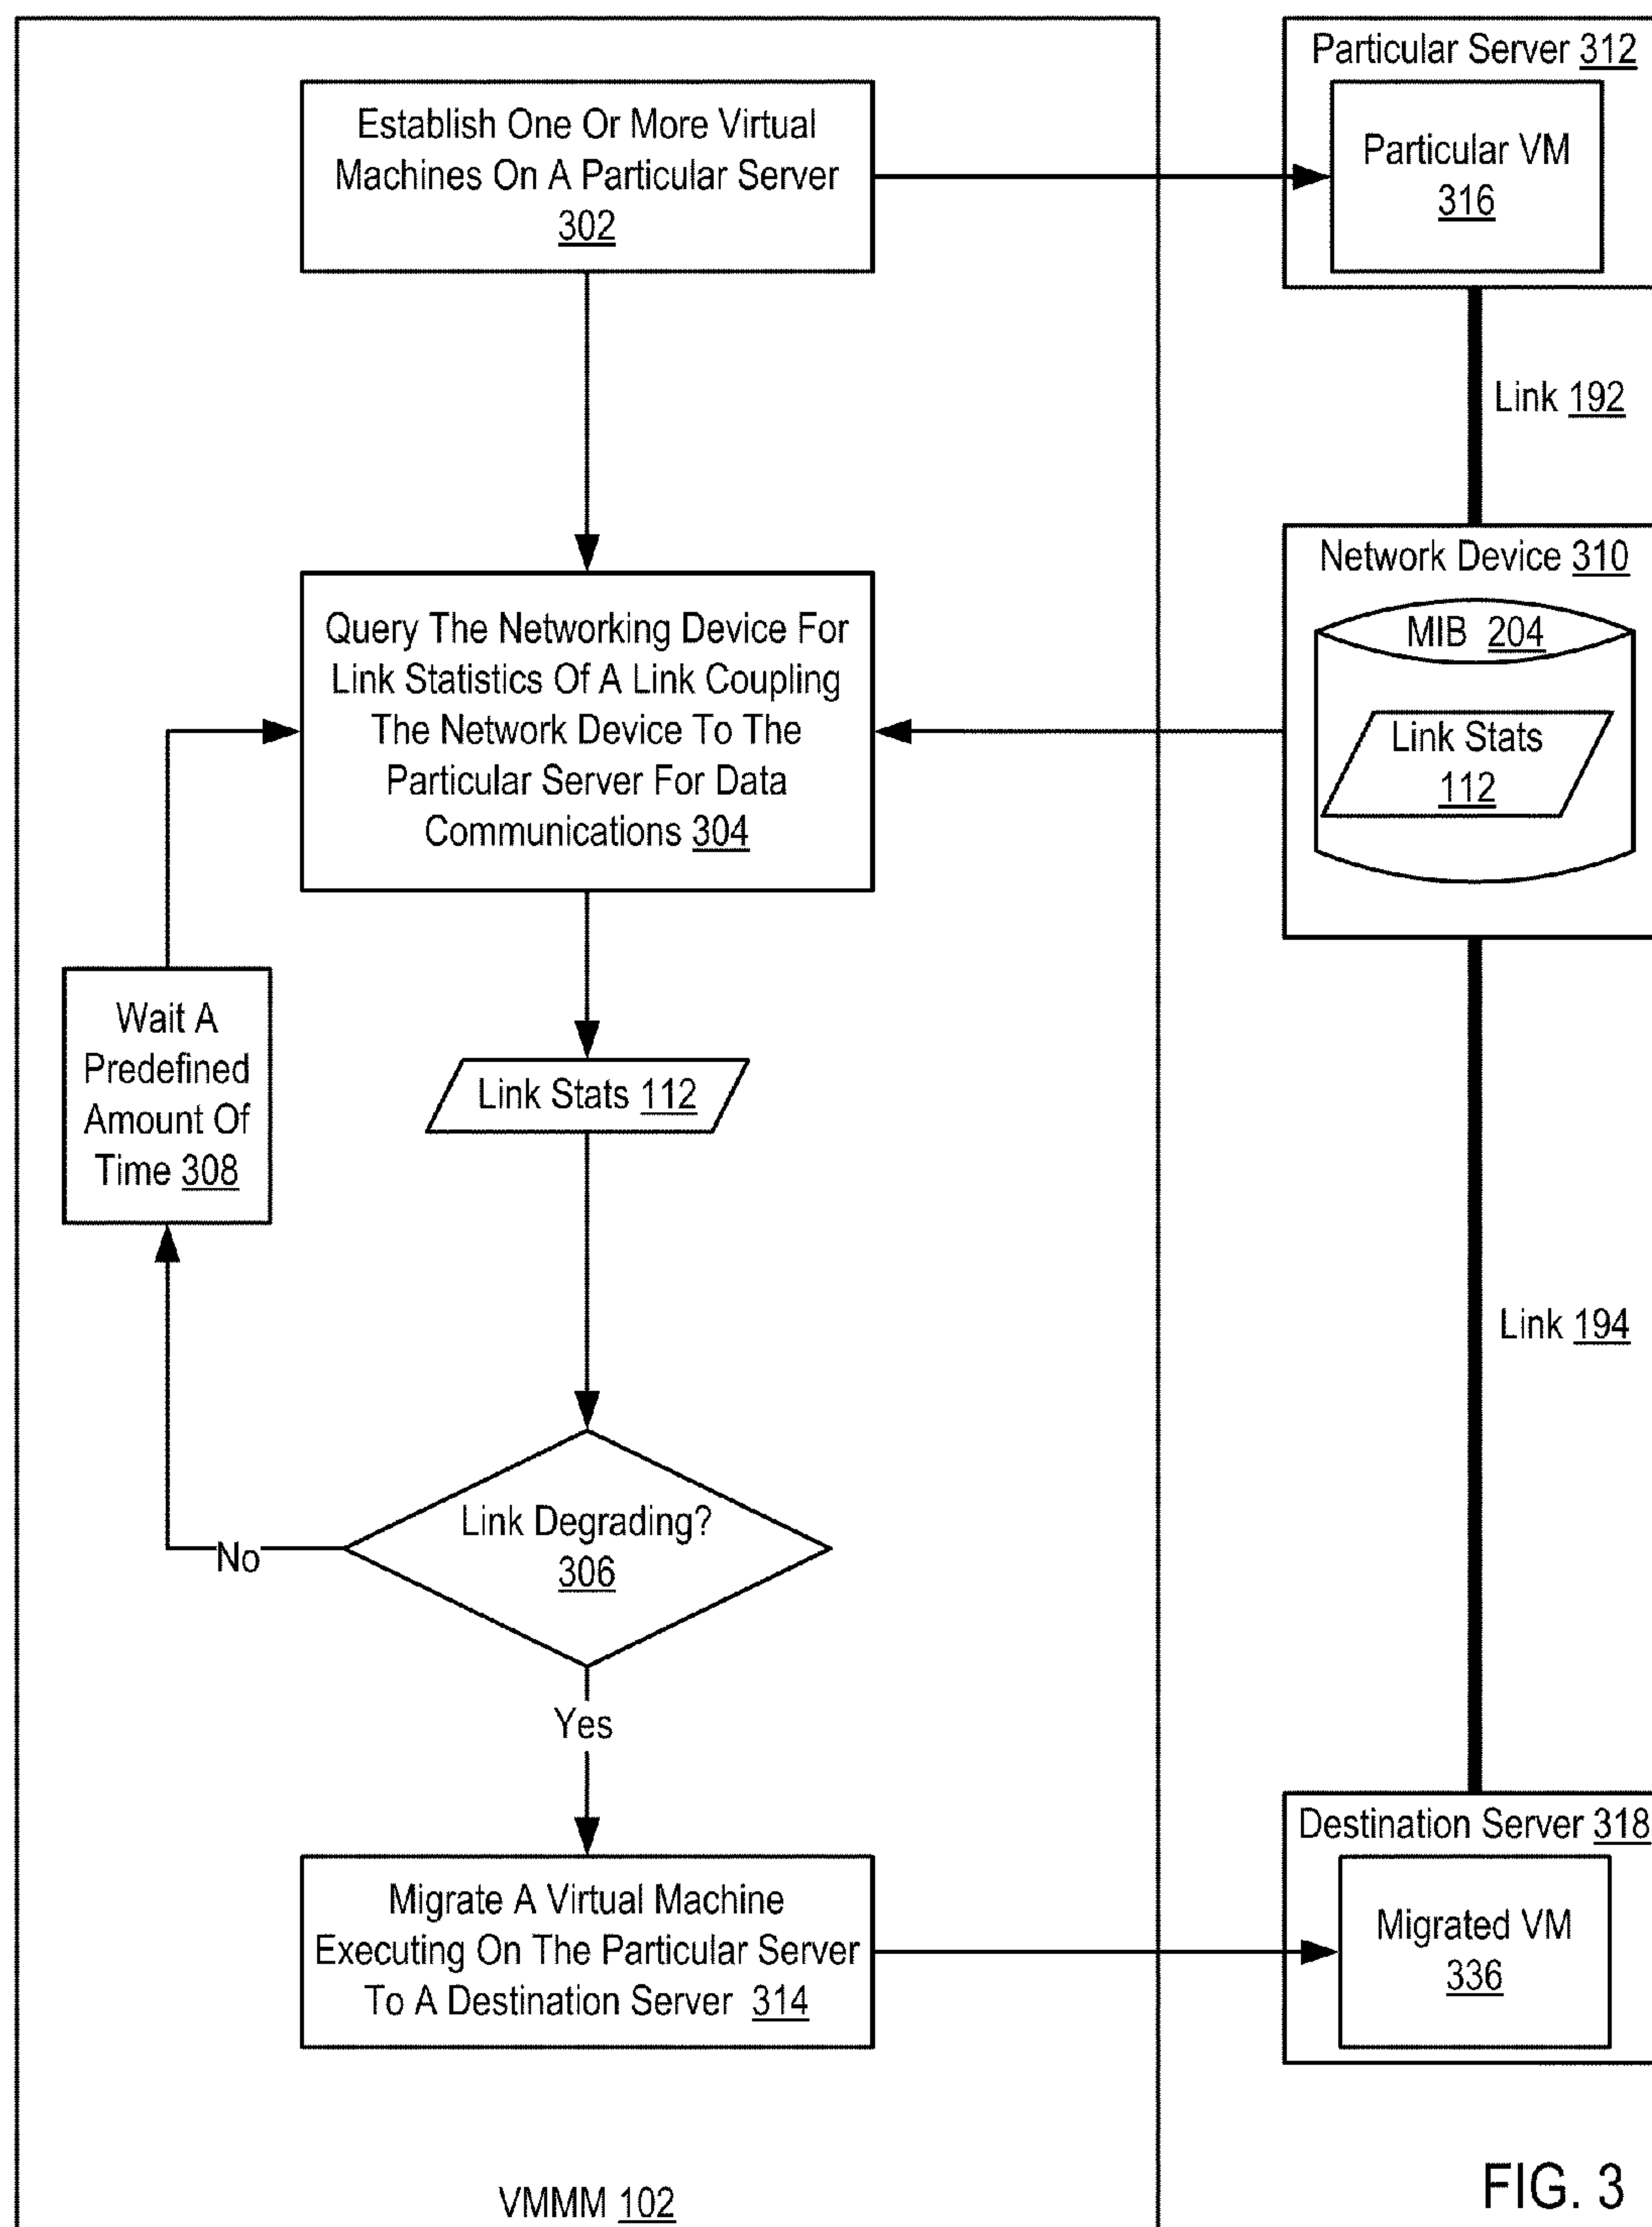 Establish One Or More Virtual
Machines On A Particular Server
302
Particular Server 312
Particular VM
316
Link 192
Query The Networking Device For
Link Statistics Of A Link Coupling
The Network Device To The
Particular Server For Data
Communications 304
Network Device 310
MIB 204
Link Stats
112
Wait A
Predefined
Amount Of
Time 308
Link Stats 112
Link 194
Link Degrading?
306
No
Yes
Migrate A Virtual Machine
Executing On The Particular Server
To A Destination Server 314
Destination Server 318
Migrated VM
336
VMMM 102
FIG. 3